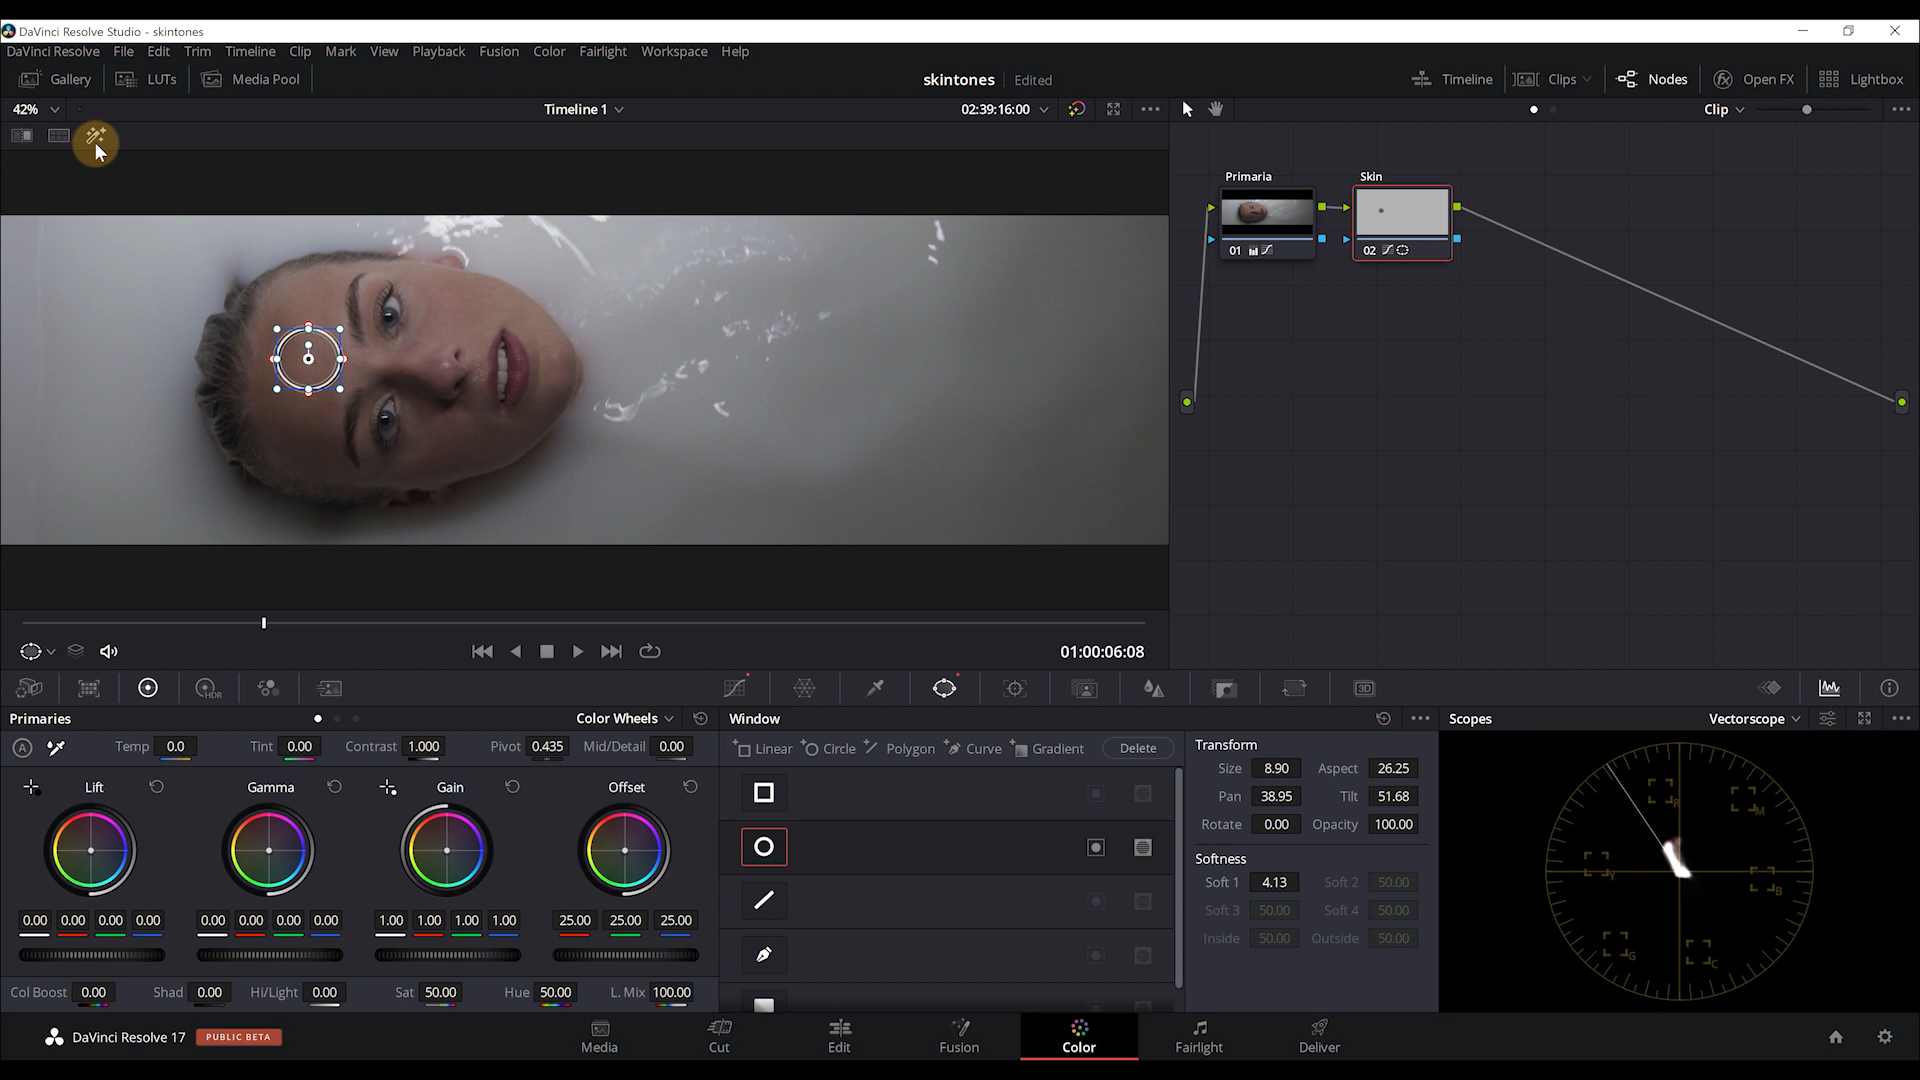 DaVinci Resolve Studio - skintones
DaVinci Resolve File Edit Trim Timeline Clip Mark View Playback Fusion Color Fairlight Workspace Help
Gallery LUTs Media Pool skintones Edited Timeline Clips Nodes Open FX Lightbox
42% Timeline 1 02:39:16:00 Clip
Primaria Skin
01 02
01:00:06:08
HDR 3D
Primaries Color Wheels Window Scopes Vectorscope
A Temp 0.0 Tint 0.00 Contrast 1.000 Pivot 0.435 Mid/Detail 0.00
Linear Circle Polygon Curve Gradient Delete
Transform
Size 8.90 Aspect 26.25
Pan 38.95 Tilt 51.68
Rotate 0.00 Opacity 100.00
Softness
Soft 1 4.13 Soft 2 50.00
Soft 3 50.00 Soft 4 50.00
Inside 50.00 Outside 50.00
R M
Y B
G C
Lift Gamma Gain Offset
0.00 0.00 0.00 0.00 0.00 0.00 0.00 0.00 1.00 1.00 1.00 1.00 25.00 25.00 25.00
Col Boost 0.00 Shad 0.00 Hi/Light 0.00 Sat 50.00 Hue 50.00 L. Mix 100.00
DaVinci Resolve 17 PUBLIC BETA
Media Cut Edit Fusion Color Fairlight Deliver